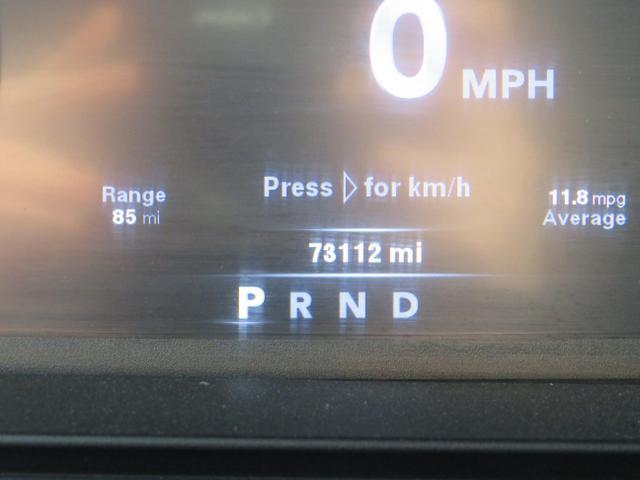 0 MPH
Press ▷ for km/h
Range
85 mi
11.8 mpg
Average
73112 mi
P R N D